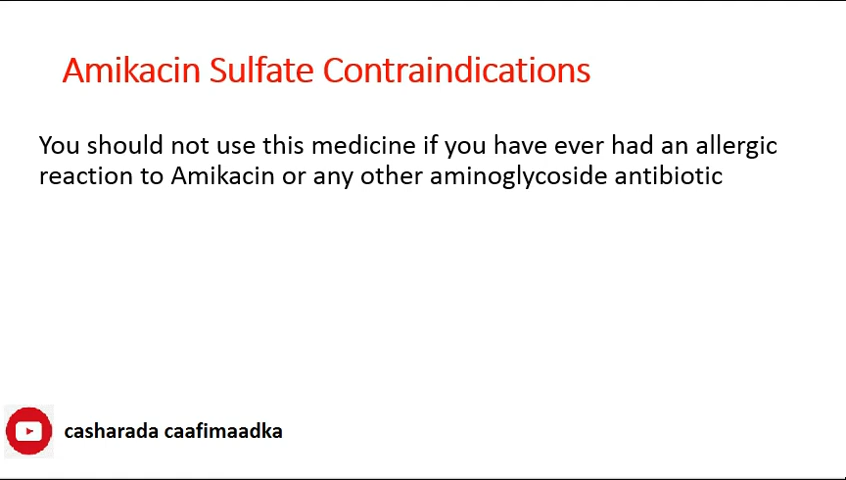 Amikacin Sulfate Contraindications
You should not use this medicine if you have ever had an allergic
reaction to Amikacin or any other aminoglycoside antibiotic
casharada caafimaadka